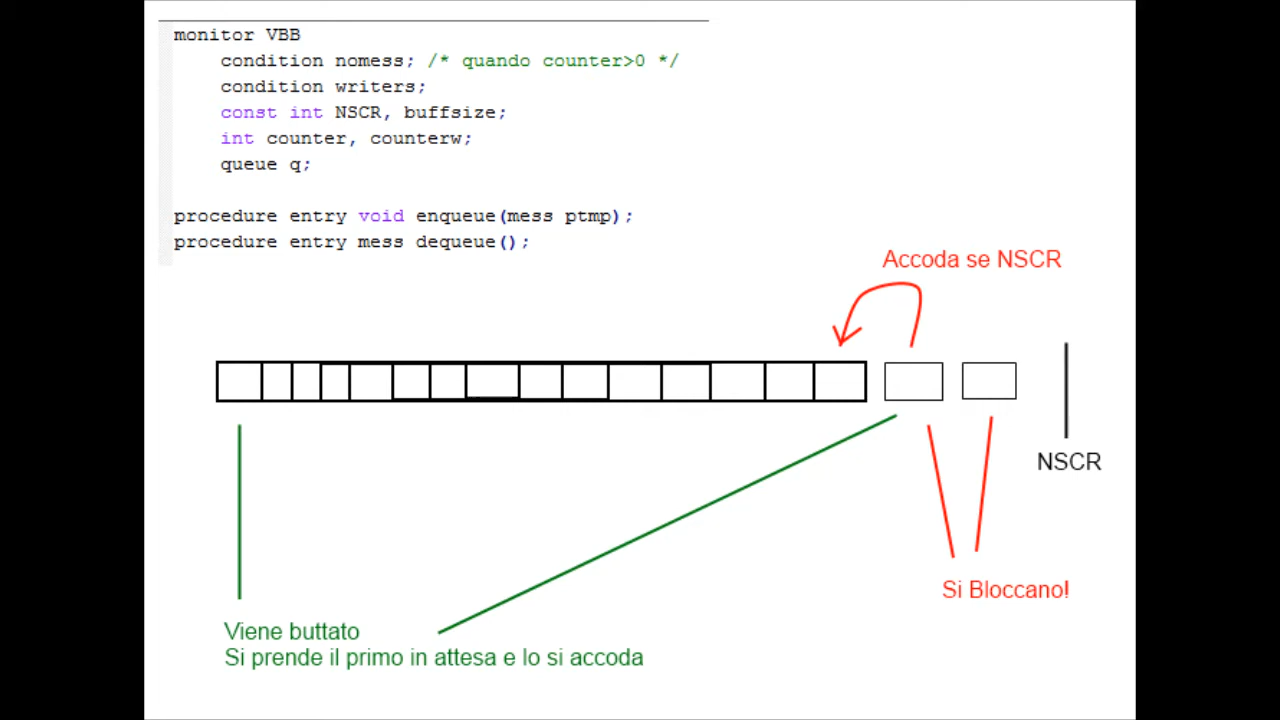 monitor VBB
condition nomess; /* quando counter>0 */
condition writers;
const int NSCR, buffsize;
int counter, counterw;
queue q;
procedure entry void enqueue(mess ptmp);
procedure entry mess dequeue();
Accoda se NSCR
NSCR
Si Bloccano!
Viene buttato
Si prende il primo in attesa e lo si accoda